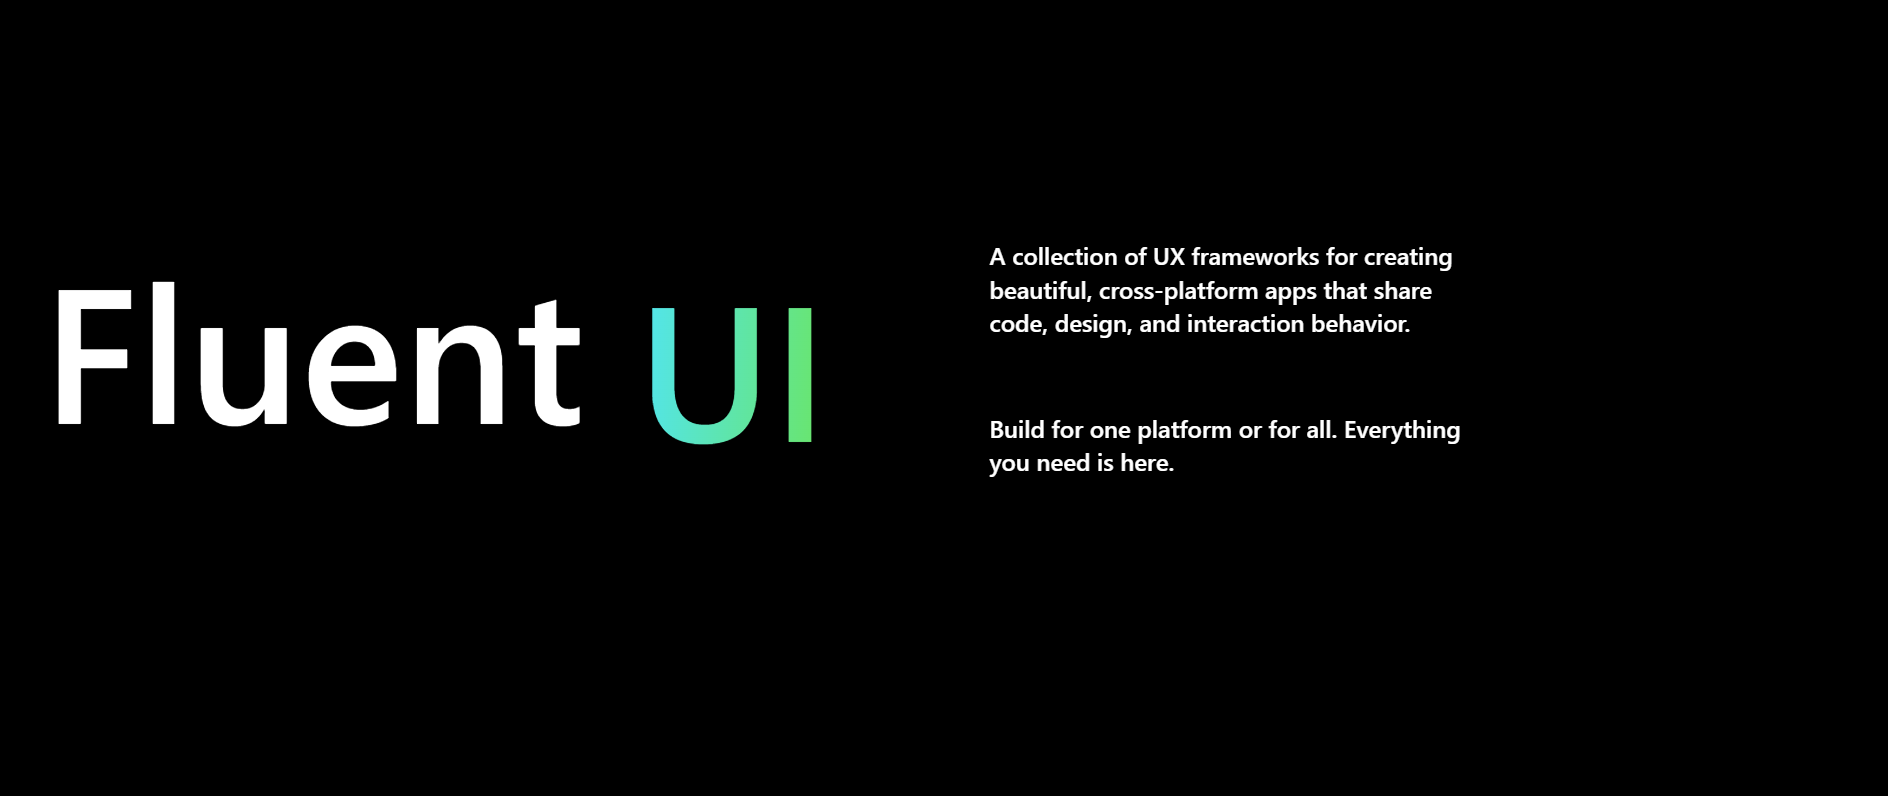 Fluent UI
A collection of UX frameworks for creating
beautiful, cross-platform apps that share
code, design, and interaction behavior.
Build for one platform or for all. Everything
you need is here.